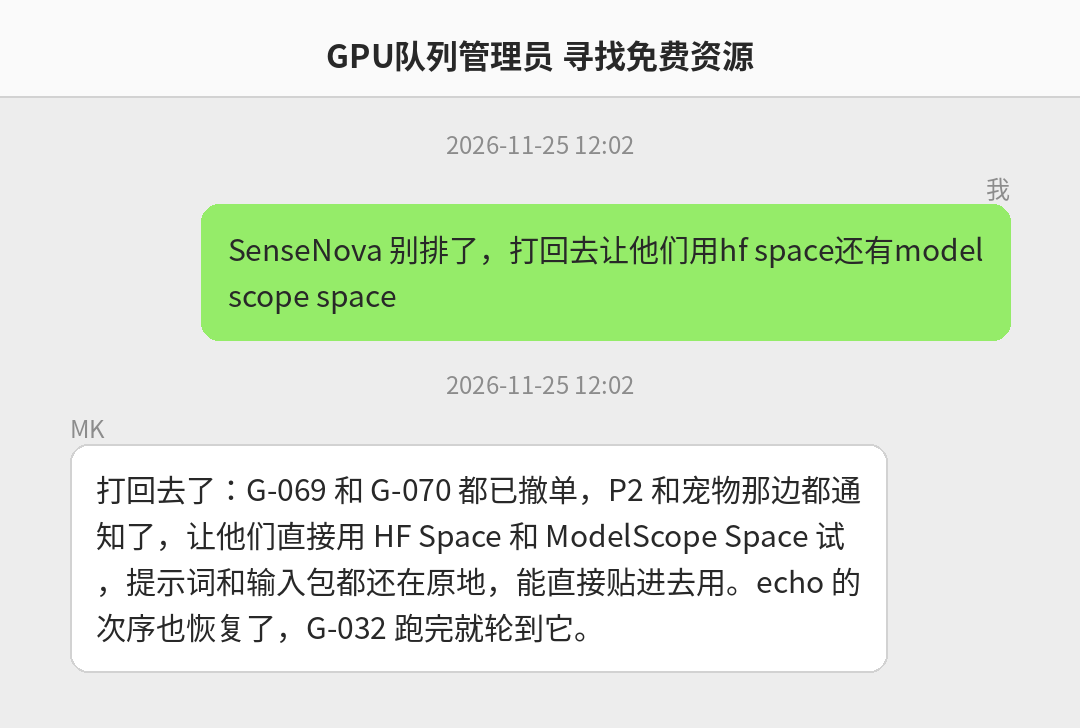 GPU队列管理员 寻找免费资源
2026-11-25 12:02
我
SenseNova 别排了，打回去让他们用hf space还有model
scope space
2026-11-25 12:02
MK
打回去了：G-069 和 G-070 都已撤单，P2 和宠物那边都通
知了，让他们直接用 HF Space 和 ModelScope Space 试
，提示词和输入包都还在原地，能直接贴进去用。echo 的
次序也恢复了，G-032 跑完就轮到它。